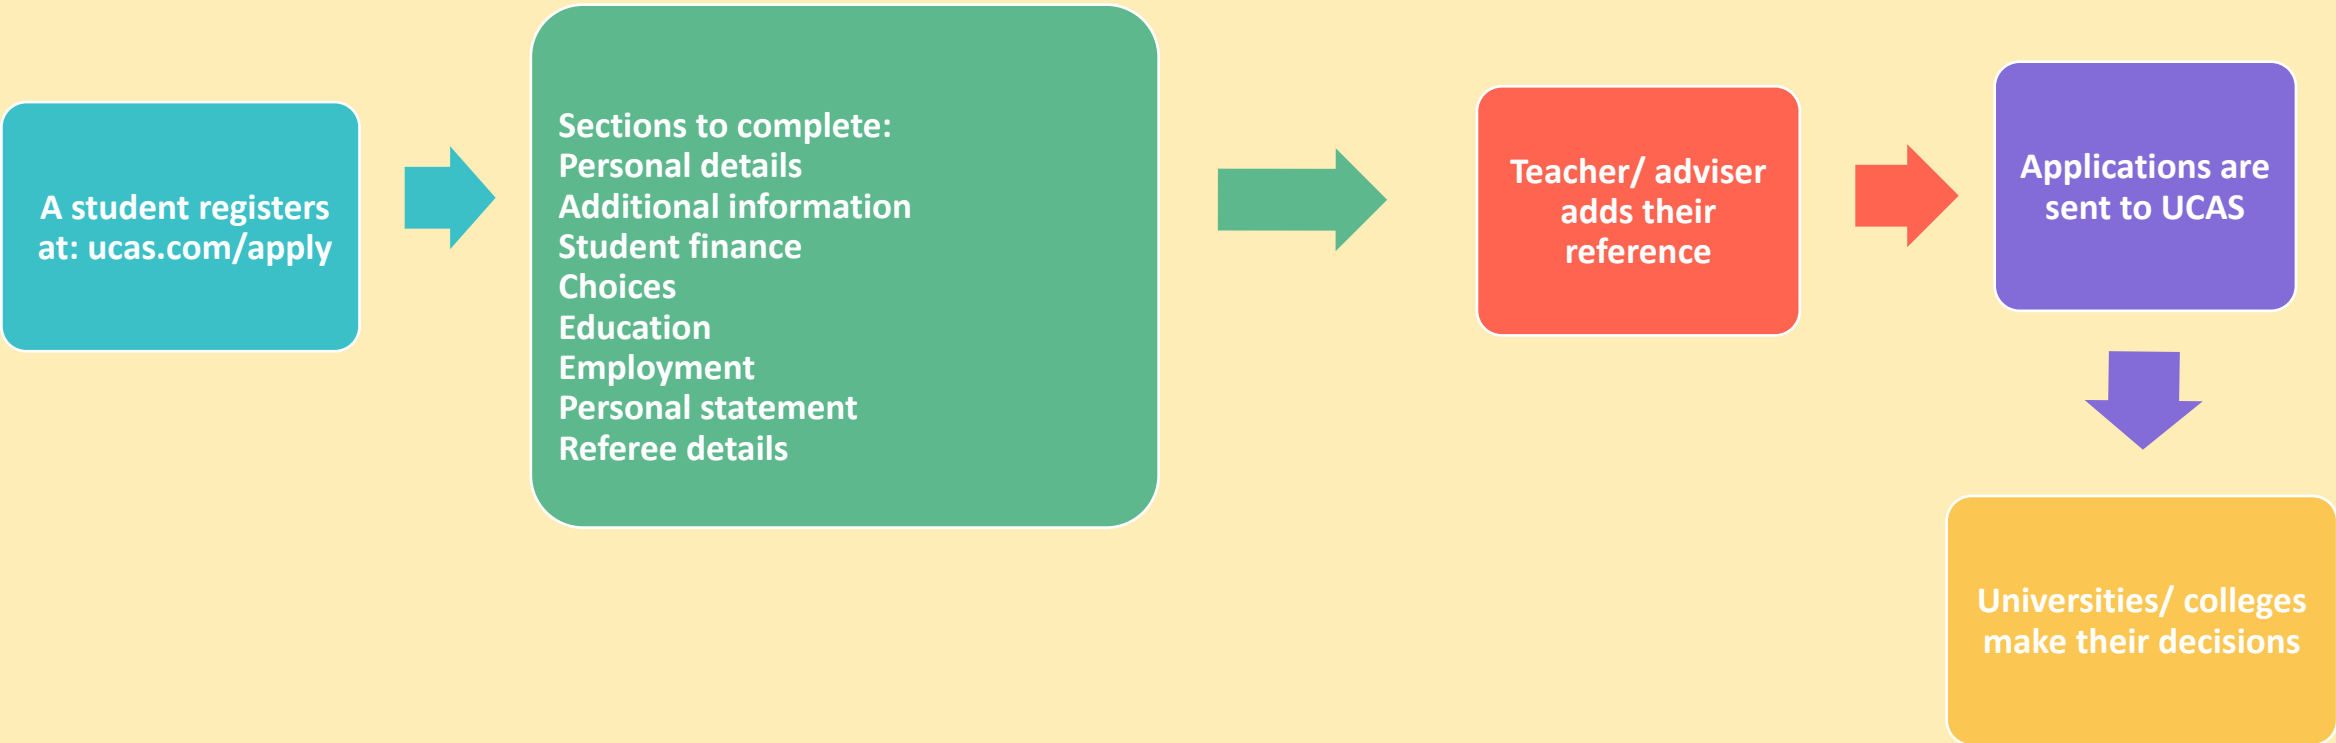 A student registers
at: ucas.com/apply
Sections to complete:
Personal details
Additional information
Student finance
Choices
Education
Employment
Personal statement
Referee details
Teacher/ adviser
adds their
reference
Applications are
sent to UCAS
Universities/ colleges
make their decisions